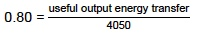 0.80 = useful output energy transfer / 4050